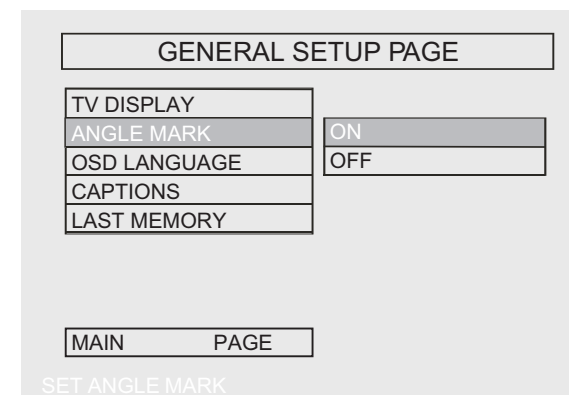 GENERAL SETUP PAGE
TV DISPLAY
ANGLE MARK
ON
OSD LANGUAGE
OFF
CAPTIONS
LAST MEMORY
MAIN PAGE
SET ANGLE MARK